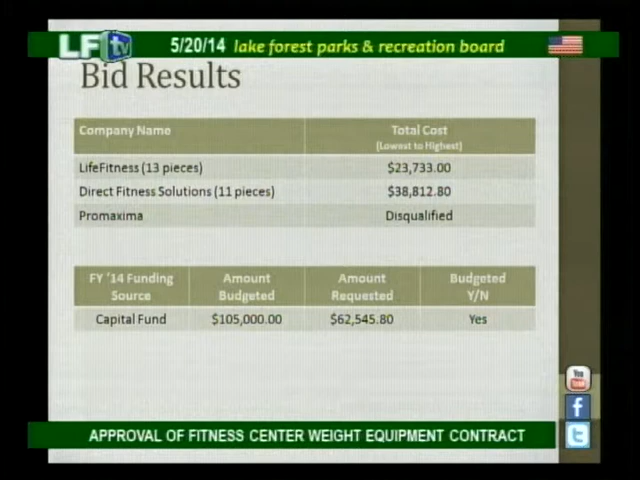 LFtv
5/20/14 lake forest parks & recreation board
Bid Results
Company Name Total Cost
(Lowest to Highest)
LifeFitness (13 pieces) $23,733.00
Direct Fitness Solutions (11 pieces) $38,812.80
Promaxima Disqualified
FY '14 Funding Amount Amount Budgeted
Source Budgeted Requested Y/N
Capital Fund $105,000.00 $62,545.80 Yes
You
Tube
f
t
APPROVAL OF FITNESS CENTER WEIGHT EQUIPMENT CONTRACT